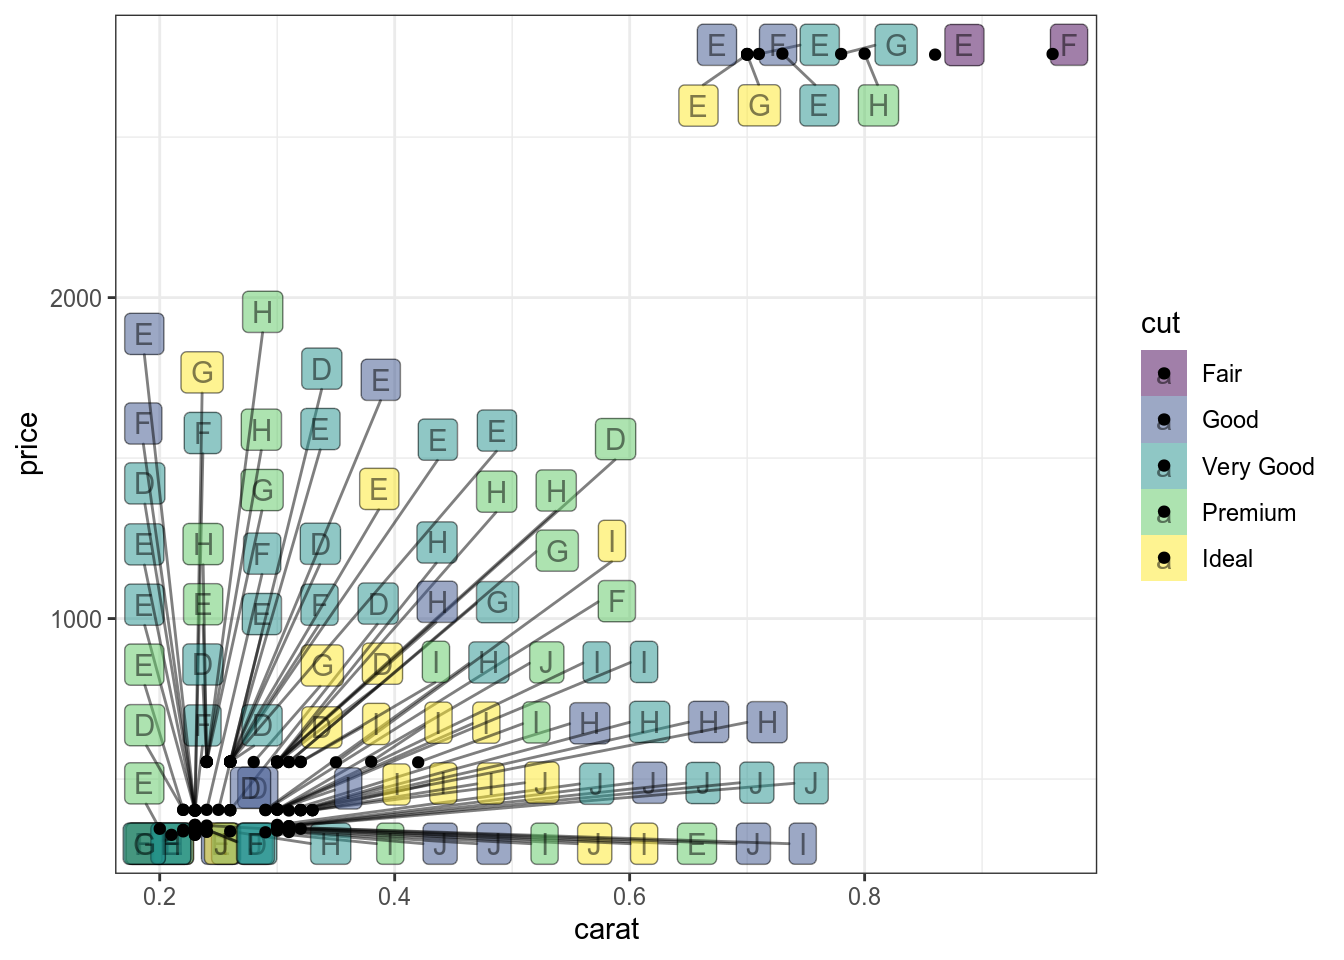 E F E G E F
E G E H
2000
H
E
G D E
F F H E E E D
D G E H H
E H F D H G I
E E E F D H G F
1000
E D G D I H J I I
D F D D I I I I H H H H
E D I I H I J J J J J J
G H J F H I J J I J I E J I
0.2 0.4 0.6 0.8
carat
price
cut
a Fair
a Good
a Very Good
a Premium
a Ideal